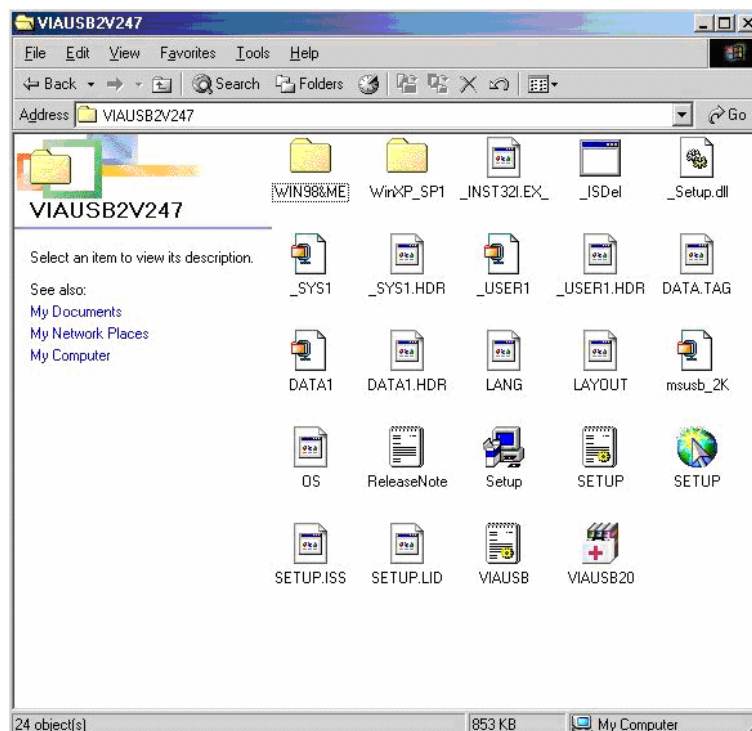 VIAUSB2V247
File Edit View Favorites Tools Help
Back Search Folders
Address VIAUSB2V247 Go
VIAUSB2V247
Select an item to view its description.
See also:
My Documents
My Network Places
My Computer
WIN98&ME WinXP_SP1 _INST32I.EX_ _ISDel _Setup.dll
_SYS1 _SYS1.HDR _USER1 _USER1.HDR DATA.TAG
DATA1 DATA1.HDR LANG LAYOUT msusb_2K
OS ReleaseNote Setup SETUP SETUP
SETUP.ISS SETUP.LID VIAUSB VIAUSB20
24 object(s) 853 KB My Computer